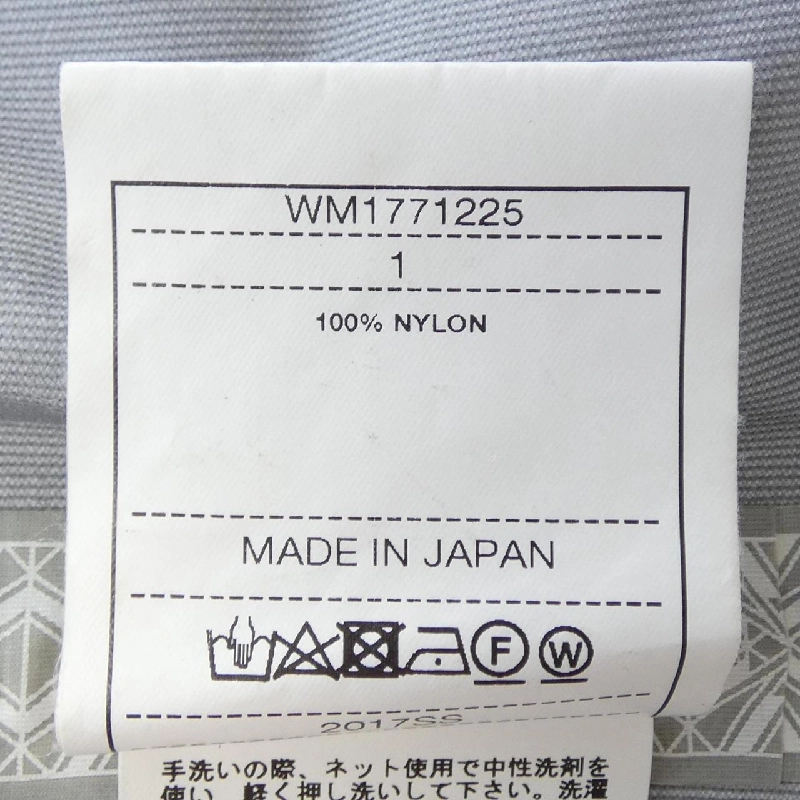 WM1771225
1
100% NYLON
MADE IN JAPAN
F W
2017SS
手洗いの際、ネット使用で中性洗剤を
使い、軽く押し洗いして下さい。洗濯